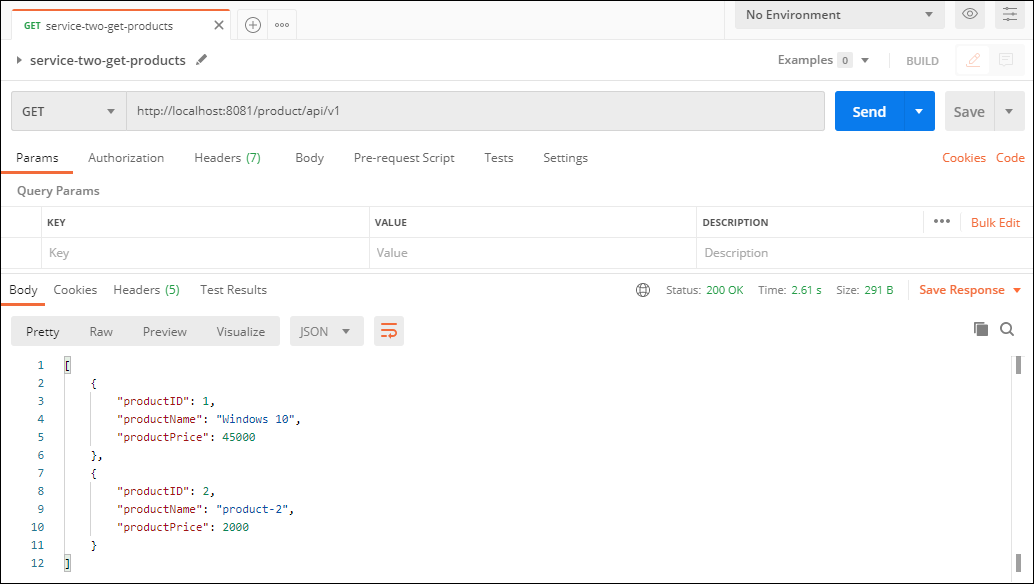 GET service-two-get-products
No Environment
service-two-get-products
Examples 0
BUILD
GET http://localhost:8081/product/api/v1 Send Save
Params Authorization Headers (7) Body Pre-request Script Tests Settings Cookies Code
Query Params
KEY VALUE DESCRIPTION Bulk Edit
Key Value Description
Body Cookies Headers (5) Test Results Status: 200 OK Time: 2.61 s Size: 291 B Save Response
Pretty Raw Preview Visualize JSON
1 [
2 {
3 "productID": 1,
4 "productName": "Windows 10",
5 "productPrice": 45000
6 },
7 {
8 "productID": 2,
9 "productName": "product-2",
10 "productPrice": 2000
11 }
12 ]